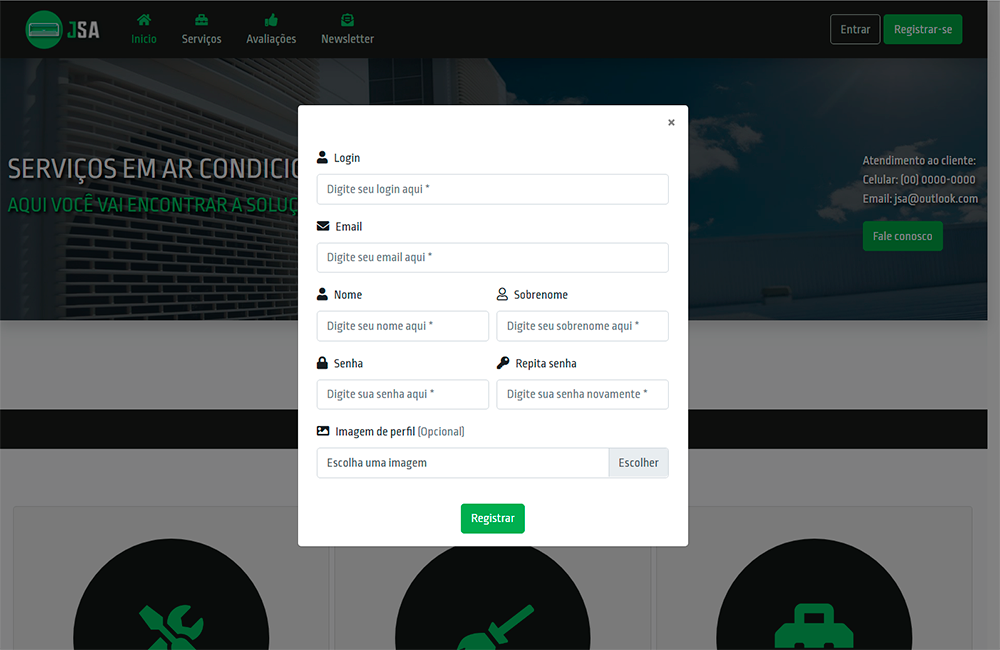 JSA
Início
Serviços
Avaliações
Newsletter
Entrar
Registrar-se
×
Login
Digite seu login aqui *
Email
Digite seu email aqui *
Nome
Sobrenome
Digite seu nome aqui *
Digite seu sobrenome aqui *
Senha
Repita senha
Digite sua senha aqui *
Digite sua senha novamente *
Imagem de perfil (Opcional)
Escolha uma imagem
Escolher
Registrar
SERVIÇOS EM AR CONDICIO
AQUI VOCÊ VAI ENCONTRAR A SOLUÇ
Atendimento ao cliente:
Celular: (00) 0000-0000
Email: jsa@outlook.com
Fale conosco